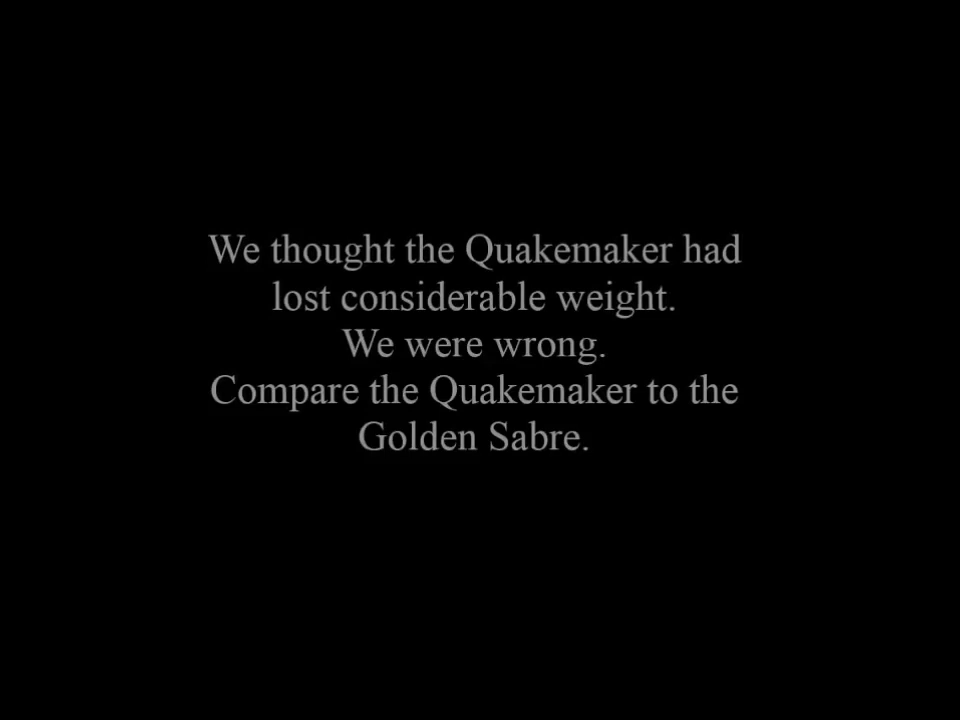 We thought the Quakemaker had
lost considerable weight.
We were wrong.
Compare the Quakemaker to the
Golden Sabre.